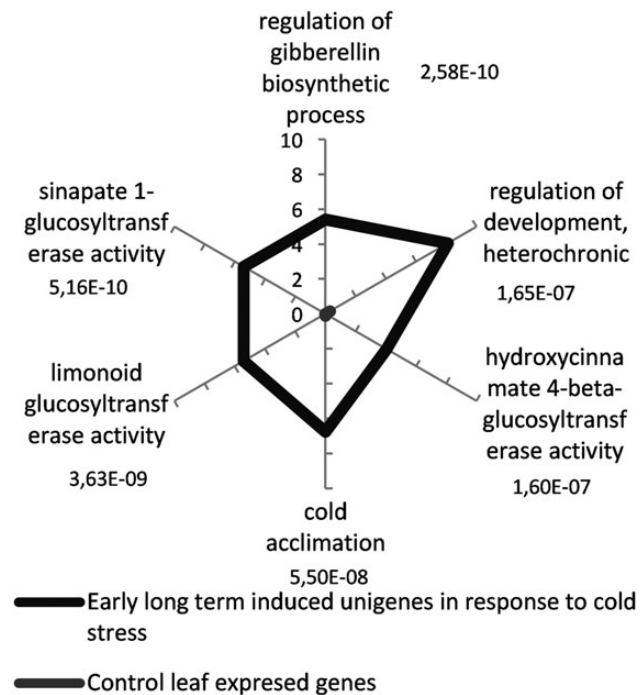 regulation of
gibberellin
biosynthetic
process
2,58E-10
10
8
6
4
2
0
regulation of
development,
heterochronic
1,65E-07
hydroxycinna
mate 4-beta-
glucosyltransf
erase activity
1,60E-07
cold
acclimation
5,50E-08
limonoid
glucosyltransf
erase activity
3,63E-09
sinapate 1-
glucosyltransf
erase activity
5,16E-10
Early long term induced unigenes in response to cold
stress
Control leaf expresed genes